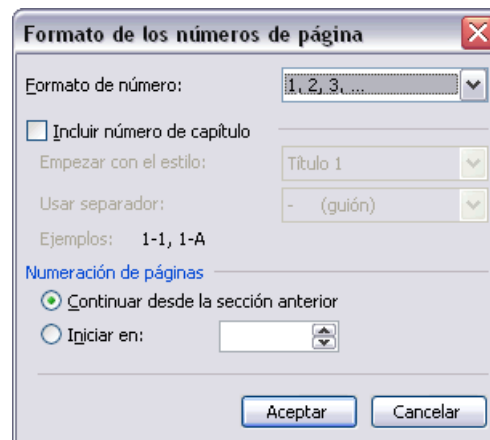 Formato de los números de página
Formato de número: 1, 2, 3, ...
Incluir número de capítulo
Empezar con el estilo: Título 1
Usar separador: - (guión)
Ejemplos: 1-1, 1-A
Numeración de páginas
Continuar desde la sección anterior
Iniciar en:
Aceptar Cancelar